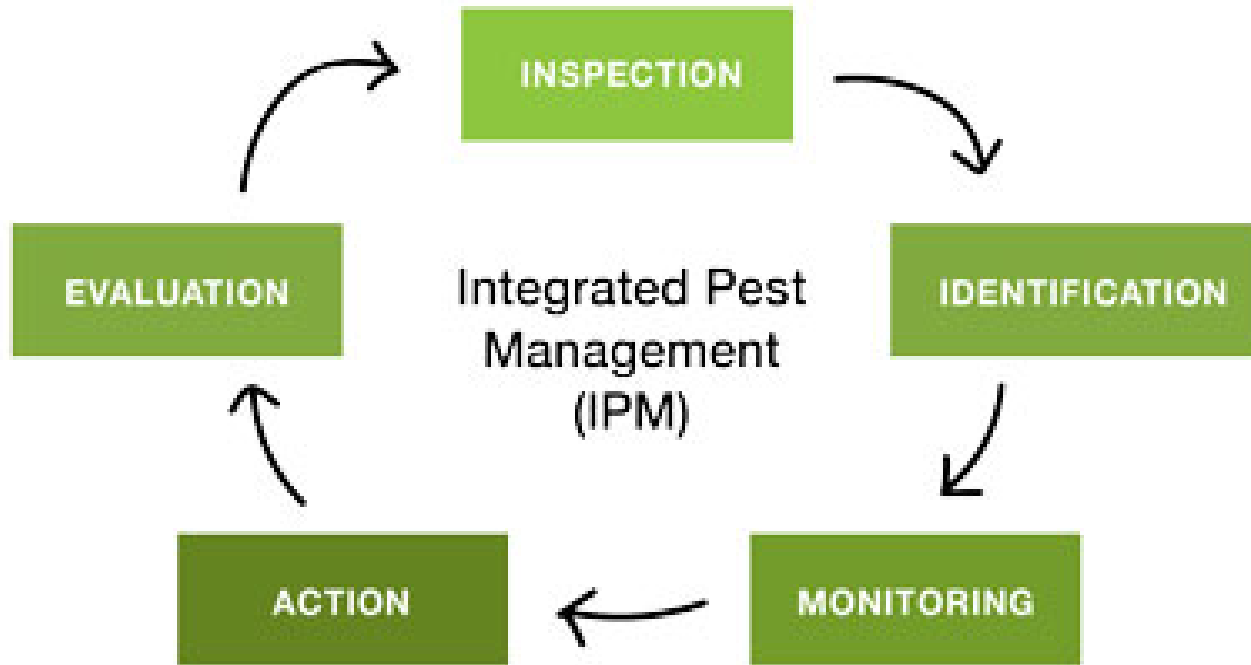 INSPECTION
IDENTIFICATION
MONITORING
ACTION
EVALUATION
Integrated Pest
Management
(IPM)